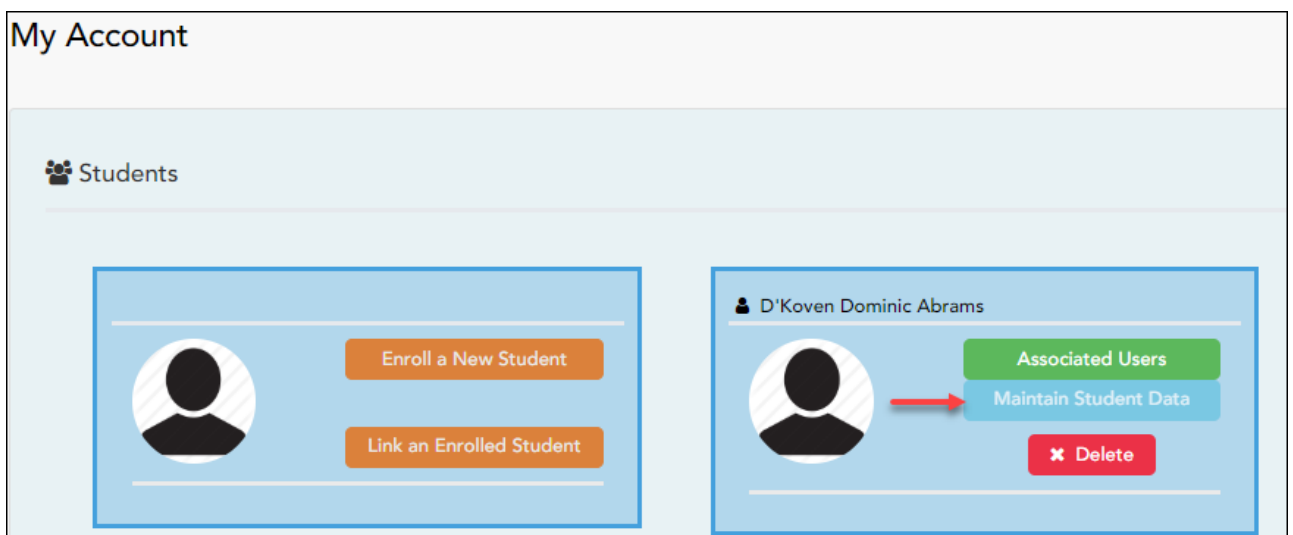 My Account
Students
Enroll a New Student
Link an Enrolled Student
D'Koven Dominic Abrams
Associated Users
Maintain Student Data
✖ Delete